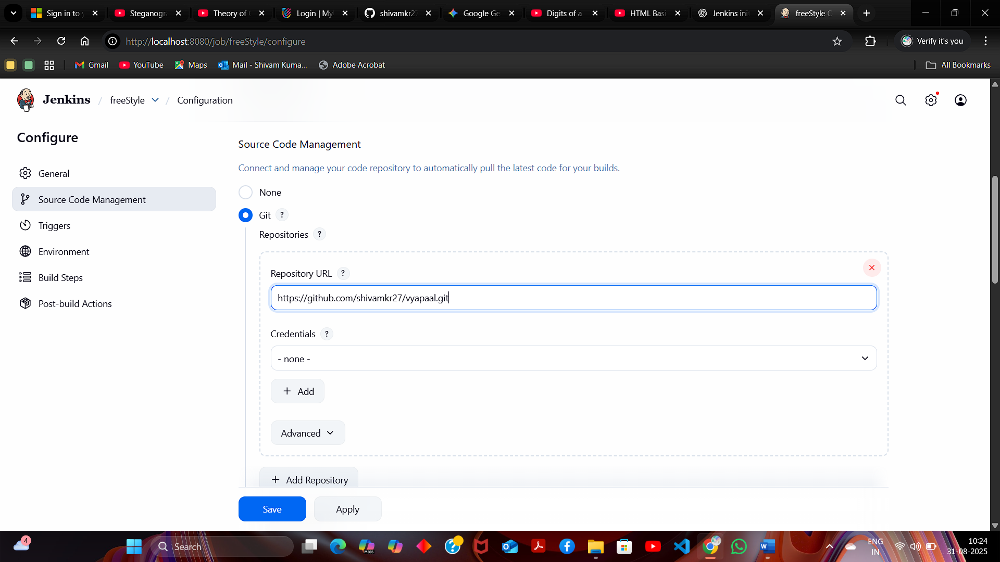 Sign in to y
Steganogra
Theory of C
Login | My
shivamkr27
Google Ge
Digits of a
HTML Basi
Jenkins ini
freeStyle C
http://localhost:8080/job/freeStyle/configure
Verify it's you
Gmail
YouTube
Maps
Mail - Shivam Kuma...
Adobe Acrobat
All Bookmarks
Jenkins / freeStyle / Configuration
Configure
General
Source Code Management
Triggers
Environment
Build Steps
Post-build Actions
Source Code Management
Connect and manage your code repository to automatically pull the latest code for your builds.
None
Git ?
Repositories ?
Repository URL ?
https://github.com/shivamkr27/vyapaal.git
Credentials ?
- none -
+ Add
Advanced
+ Add Repository
Save
Apply
4
Search
M365
ENG
IN
10:24
31-08-2025